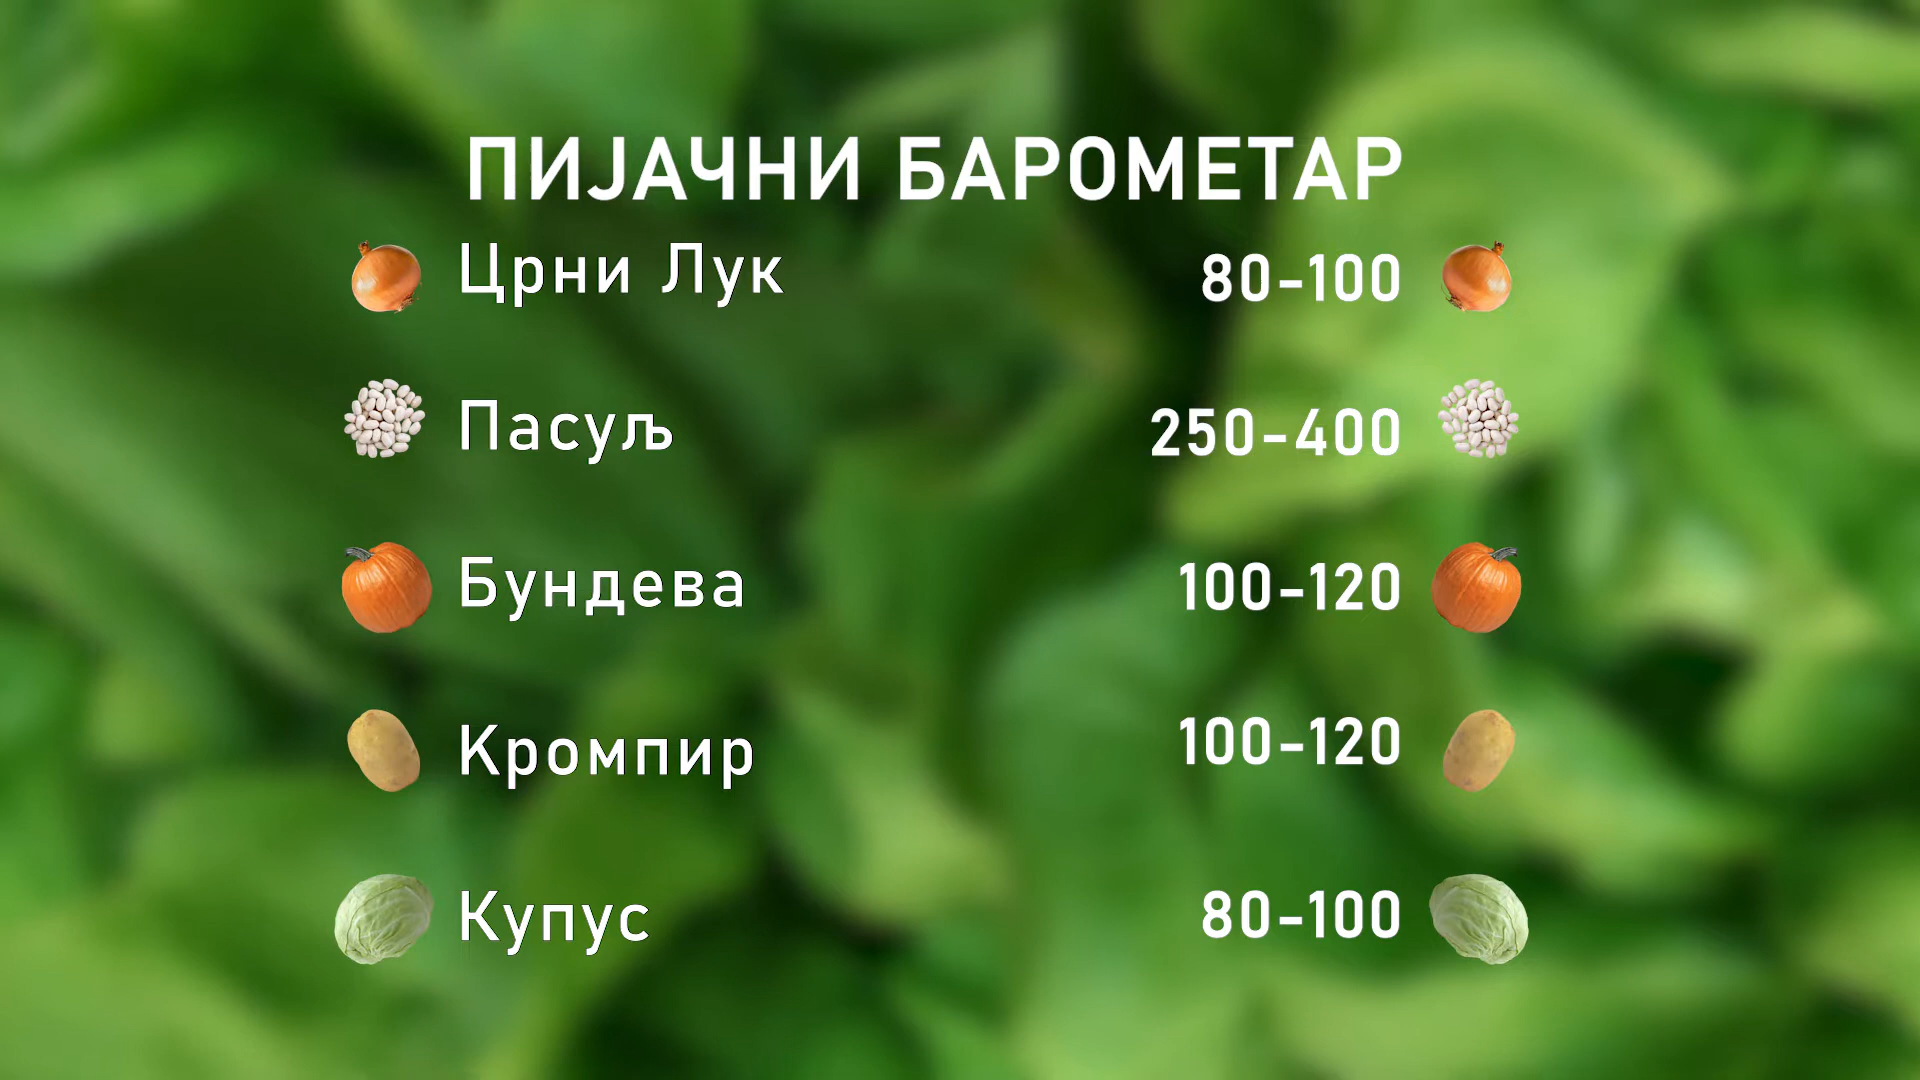 ПИЈАЧНИ БАРОМЕТАР
Црни Лук 80-100
Пасуљ 250-400
Бундева 100-120
Кромпир 100-120
Купус 80-100